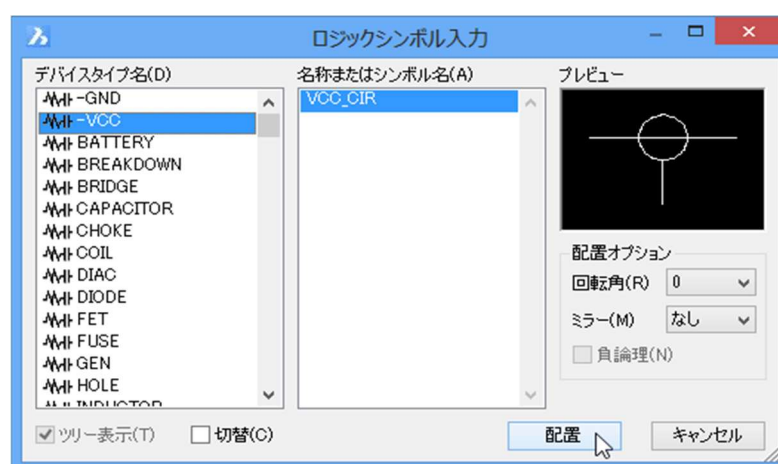 ロジックシンボル入力
デバイスタイプ名(D)
-GND
-VCC
BATTERY
BREAKDOWN
BRIDGE
CAPACITOR
CHOKE
COIL
DIAC
DIODE
FET
FUSE
GEN
HOLE
INDUCTOR
名称またはシンボル名(A)
VCC_CIR
プレビュー
配置オプション
回転角(R) 0
ミラー(M) なし
負論理(N)
ツリー表示(T) 切替(C) 配置 キャンセル